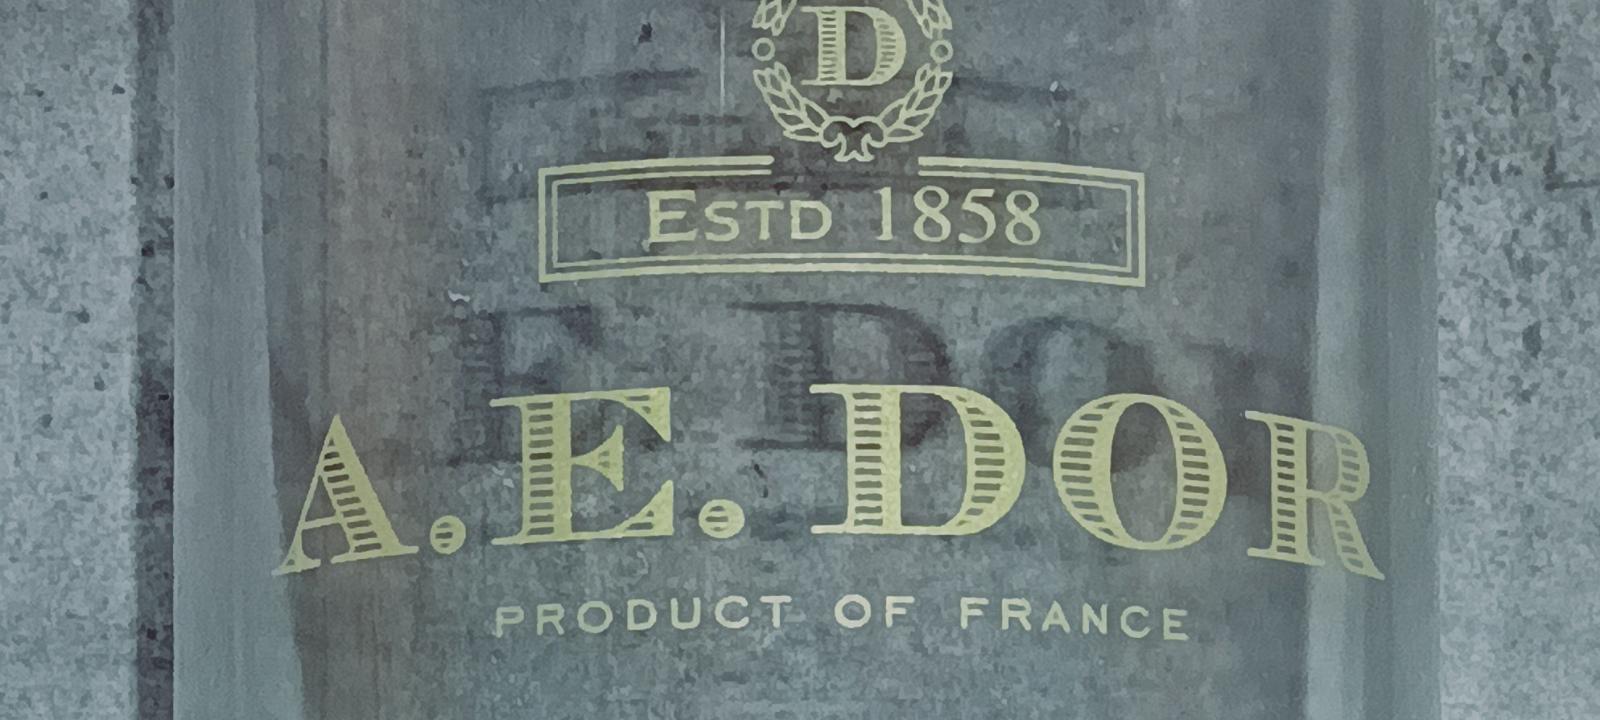 D
ESTD 1858
A.E. DOR
PRODUCT OF FRANCE